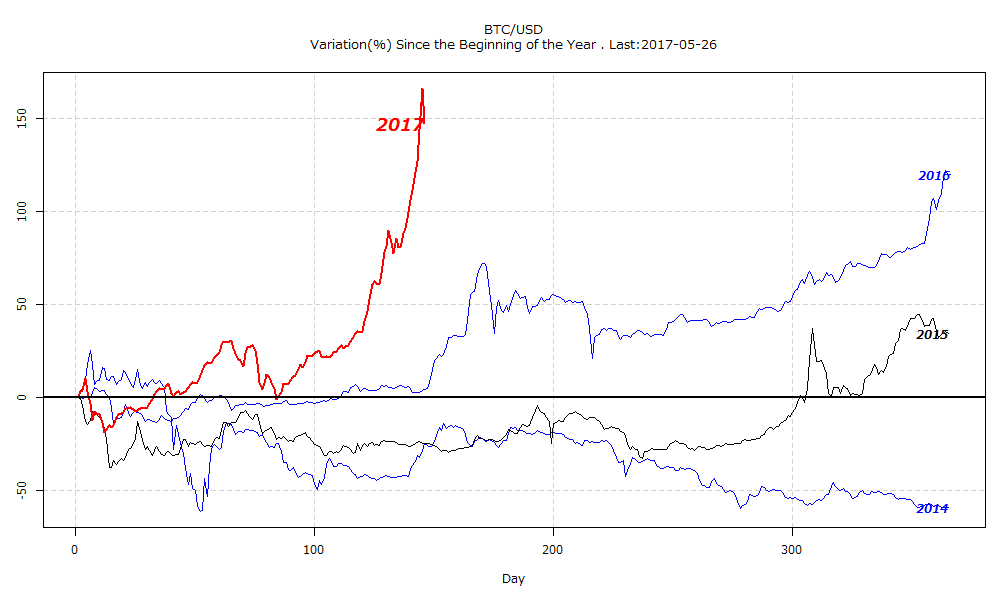 BTC/USD
Variation(%) Since the Beginning of the Year . Last:2017-05-26
150
100
50
0
-50
2017
2016
2015
2014
0 100 200 300
Day